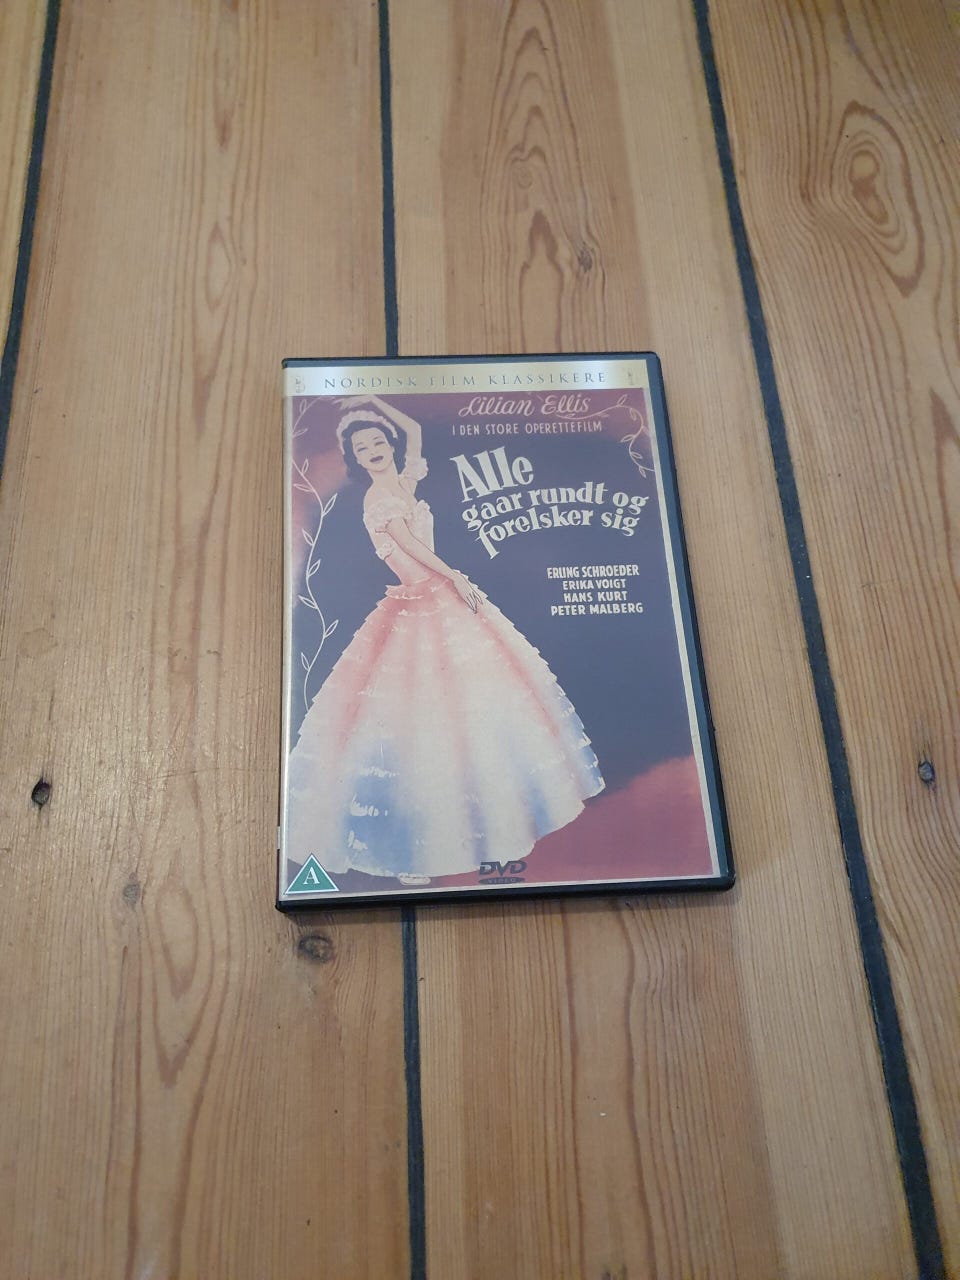 NORDISK FILM KLASSIKERE
Lilian Ellis
I DEN STORE OPERETTEFILM
Alle
gaar rundt og
forelsker sig
ERLING SCHROEDER
ERIKA VOIGT
HANS KURT
PETER MALBERG
A
DVD
VIDEO